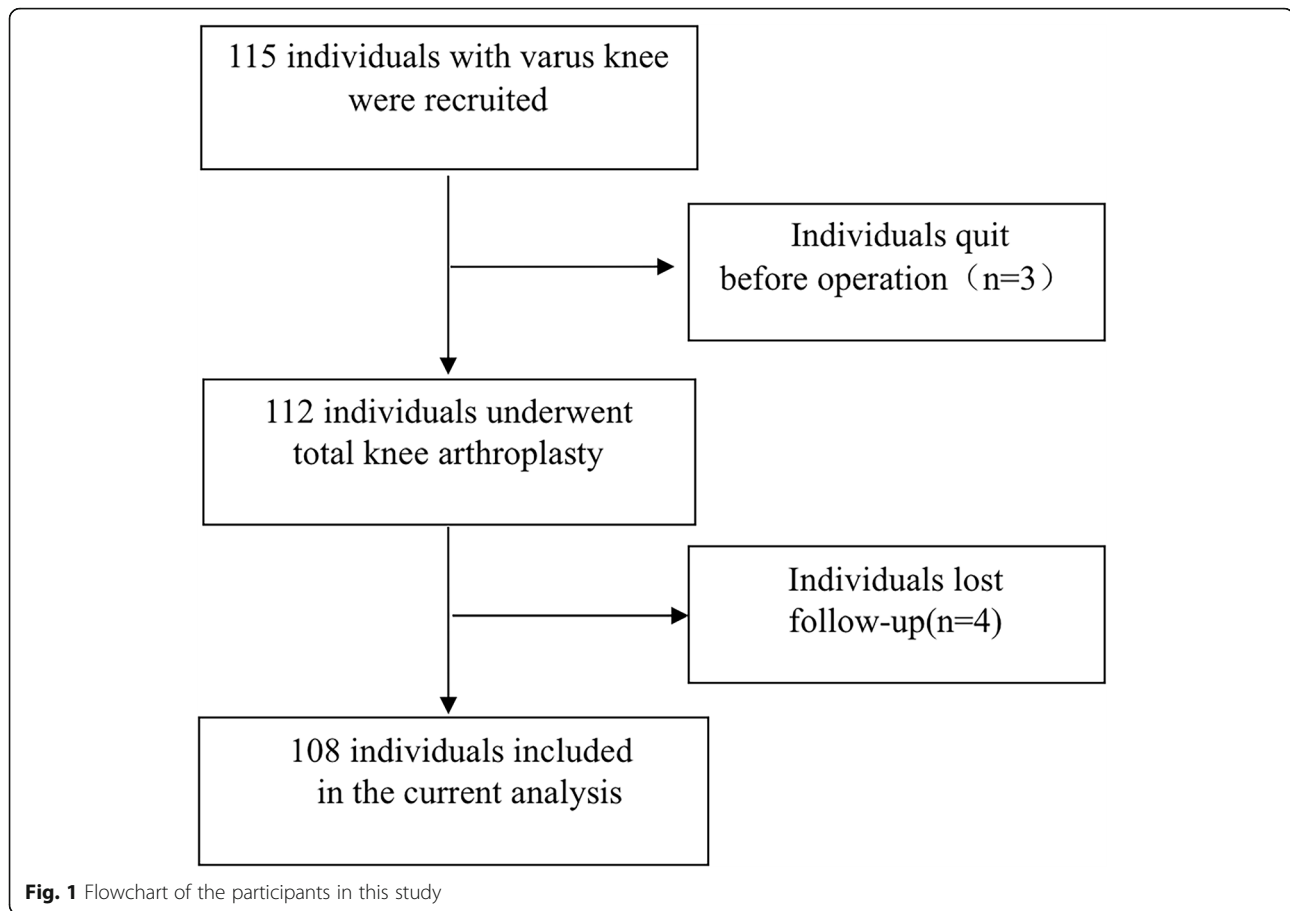 115 individuals with varus knee
were recruited
Individuals quit
before operation（n=3）
112 individuals underwent
total knee arthroplasty
Individuals lost
follow-up(n=4)
108 individuals included
in the current analysis
Fig. 1 Flowchart of the participants in this study